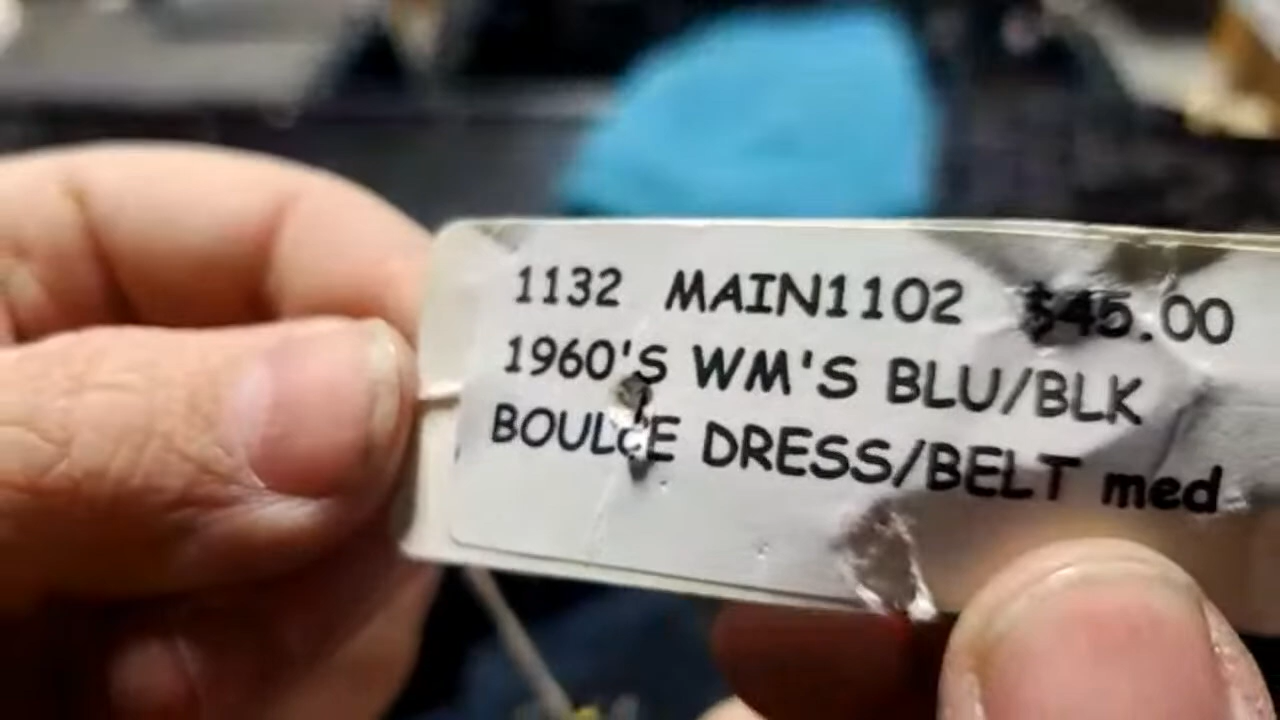 1132 MAIN1102 $45.00
1960'S WM'S BLU/BLK
BOULCE DRESS/BELT med